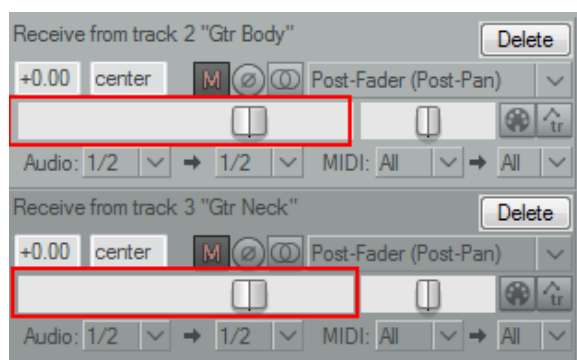 Receive from track 2 "Gtr Body"
Delete
+0.00 center M Ø Post-Fader (Post-Pan)
tr
Audio: 1/2 → 1/2 MIDI: All → All
Receive from track 3 "Gtr Neck"
Delete
+0.00 center M Ø Post-Fader (Post-Pan)
tr
Audio: 1/2 → 1/2 MIDI: All → All